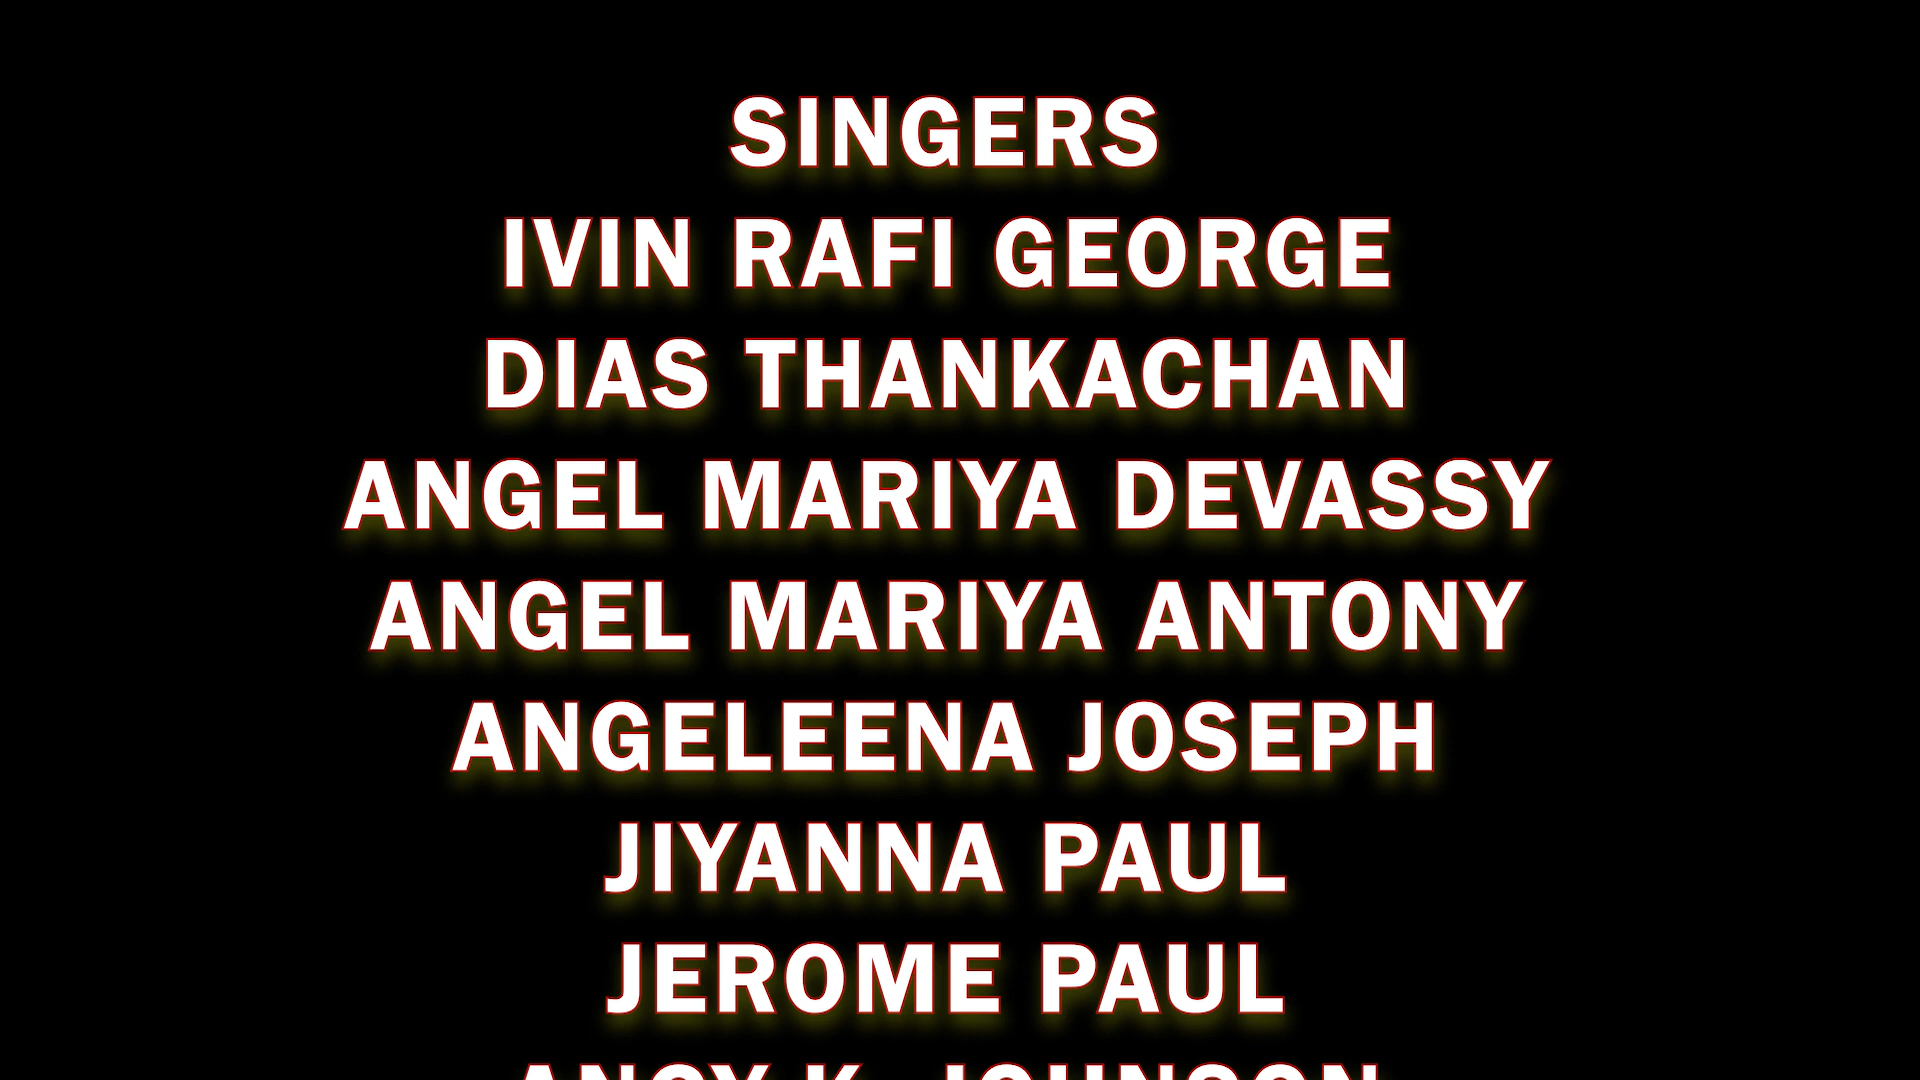 SINGERS
IVIN RAFI GEORGE
DIAS THANKACHAN
ANGEL MARIYA DEVASSY
ANGEL MARIYA ANTONY
ANGELEENA JOSEPH
JIYANNA PAUL
JEROME PAUL